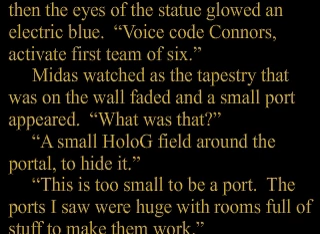 then the eyes of the statue glowed an
electric blue.  “Voice code Connors,
activate first team of six.”
Midas watched as the tapestry that
was on the wall faded and a small port
appeared.  “What was that?”
“A small HoloG field around the
portal, to hide it.”
“This is too small to be a port.  The
ports I saw were huge with rooms full of
stuff to make them work.”